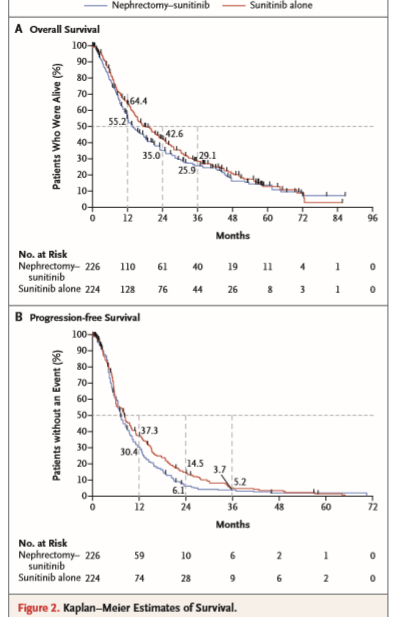 Nephrectomy–sunitinib Sunitinib alone
A Overall Survival
Patients Who Were Alive (%)
100
90
80
70
60
50
40
30
20
10
0
64.4
55.2
42.6
35.0
29.1
25.9
0 12 24 36 48 60 72 84 96
Months
No. at Risk
Nephrectomy– 226 110 61 40 19 11 4 1 0
sunitinib
Sunitinib alone 224 128 76 44 26 8 3 1 0
B Progression-free Survival
Patients without an Event (%)
100
90
80
70
60
50
40
30
20
10
0
37.3
30.4
14.5
6.1
3.7
5.2
0 12 24 36 48 60 72
Months
No. at Risk
Nephrectomy– 226 59 10 6 2 1 0
sunitinib
Sunitinib alone 224 74 28 9 6 2 0
Figure 2. Kaplan–Meier Estimates of Survival.